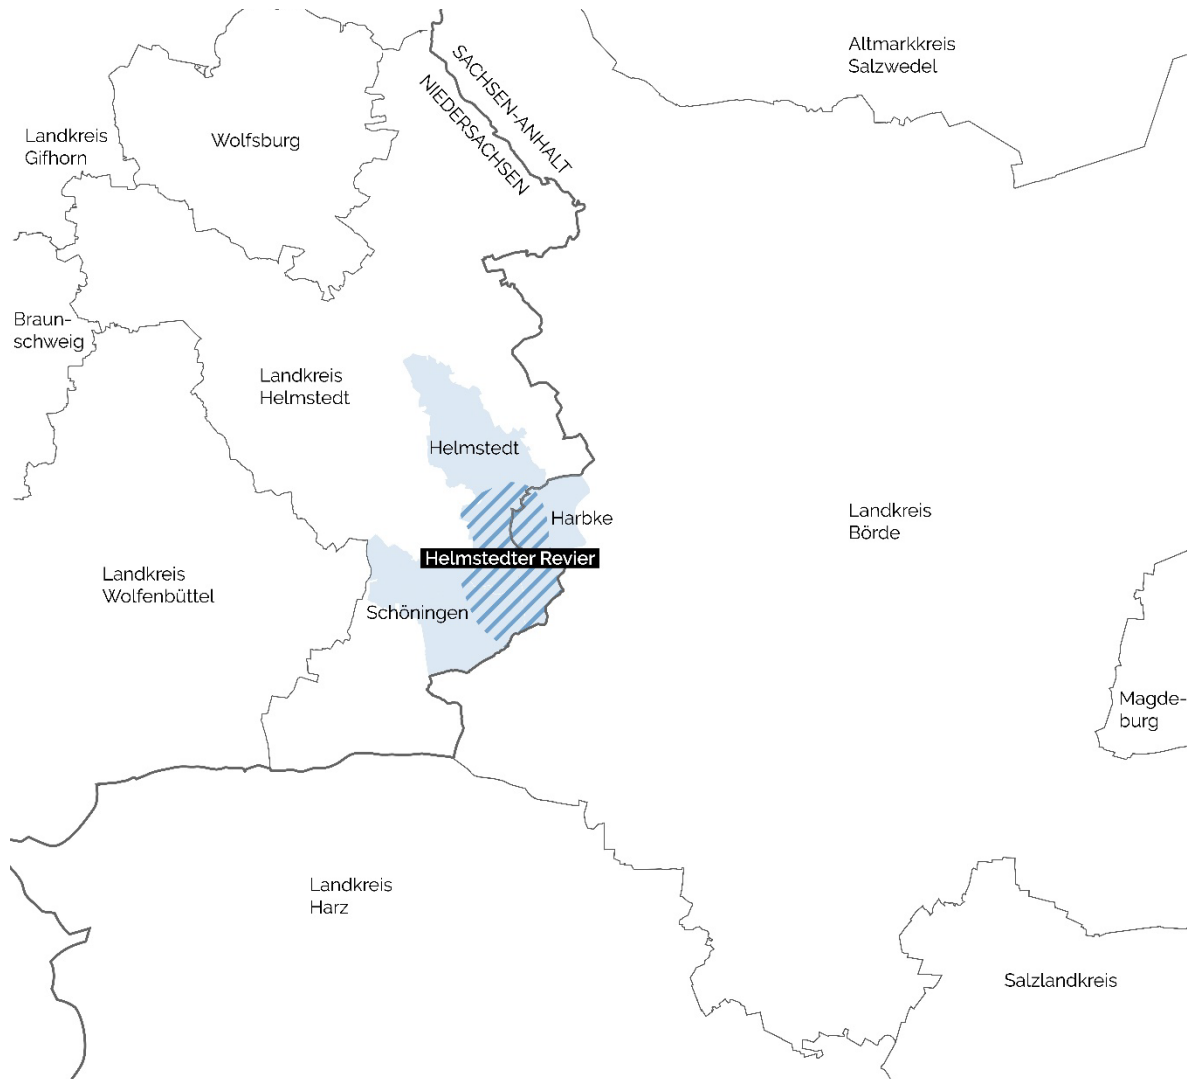 Altmarkkreis
Salzwedel
SACHSEN-ANHALT
NIEDERSACHSEN
Landkreis
Gifhorn
Wolfsburg
Braun-
schweig
Landkreis
Helmstedt
Helmstedt
Harbke
Landkreis
Börde
Helmstedter Revier
Landkreis
Wolfenbüttel
Schöningen
Magde-
burg
Landkreis
Harz
Salzlandkreis